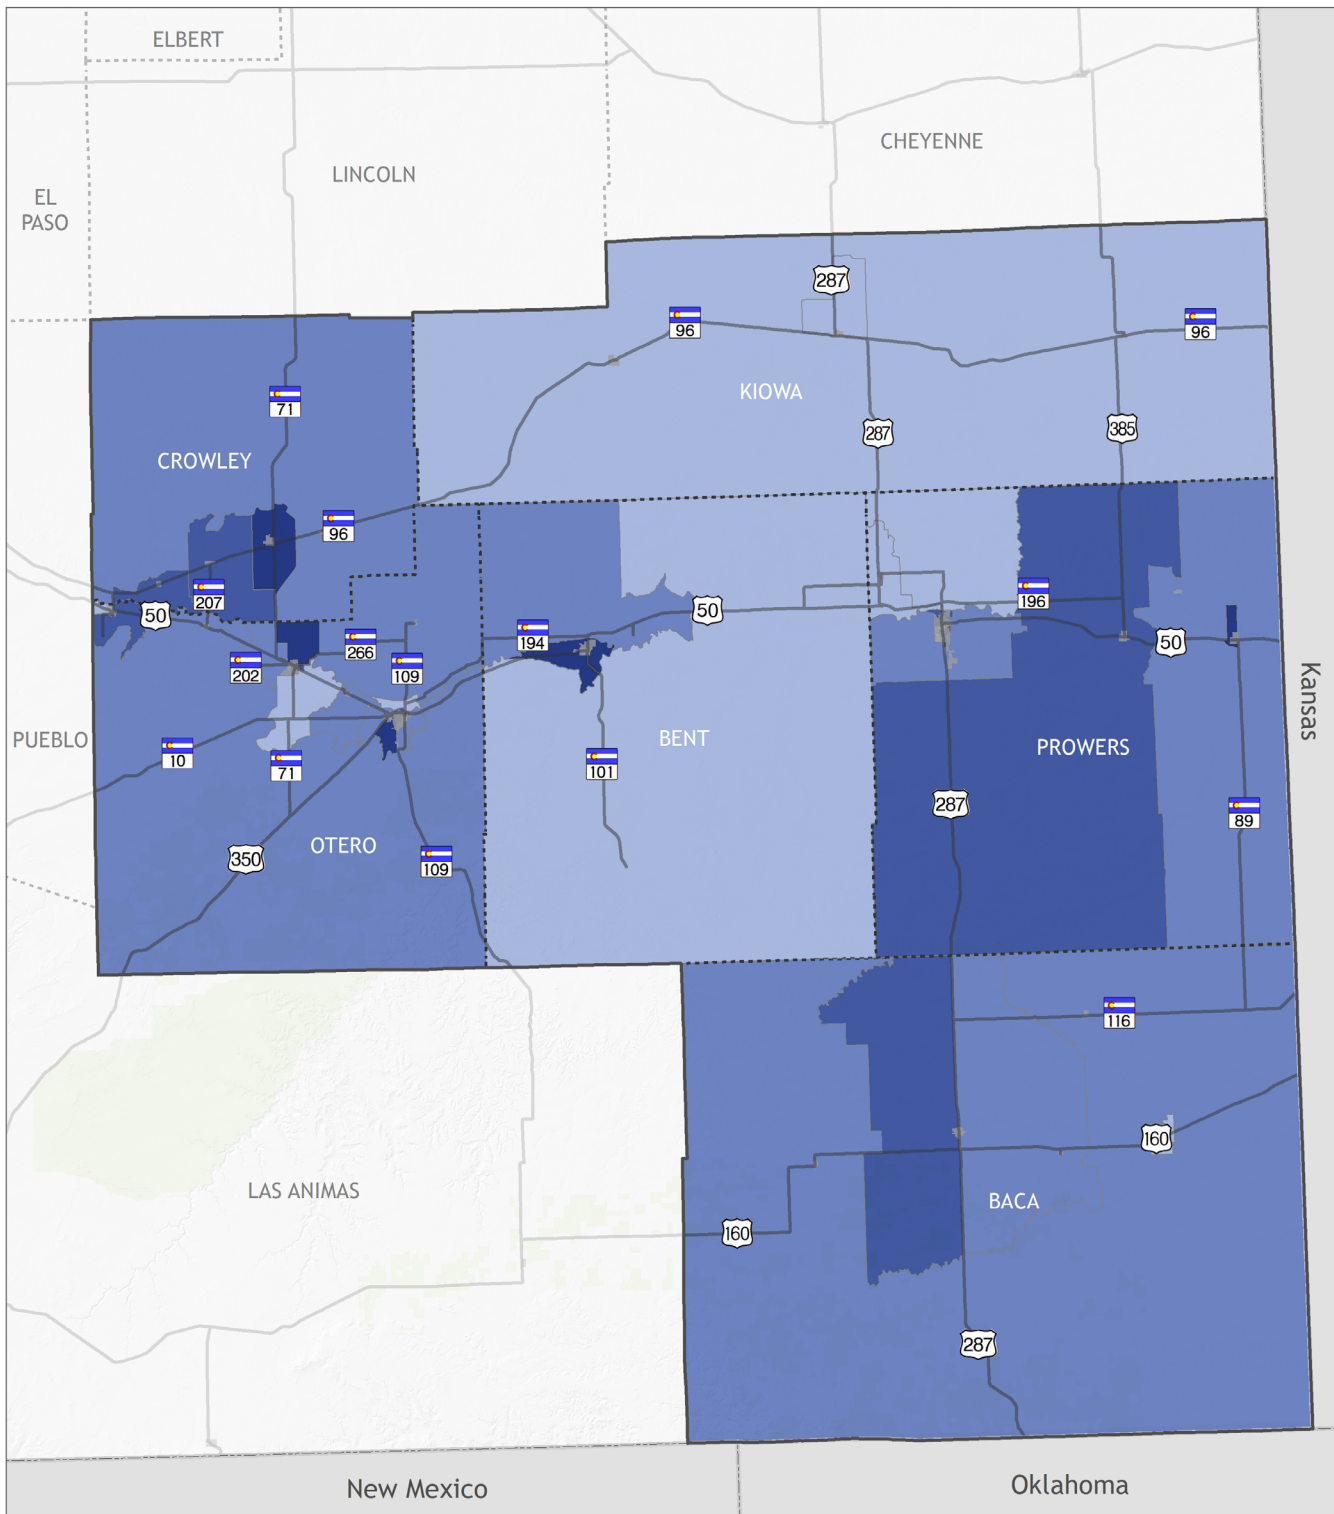 ELBERT
CHEYENNE
LINCOLN
EL
PASO
287
96
96
KIOWA
71
385
287
CROWLEY
96
207
196
50
50
194
50
266
202
109
Kansas
BENT
PUEBLO
PROWERS
10
71
101
287
89
OTERO
350
109
116
160
LAS ANIMAS
BACA
160
287
Oklahoma
New Mexico